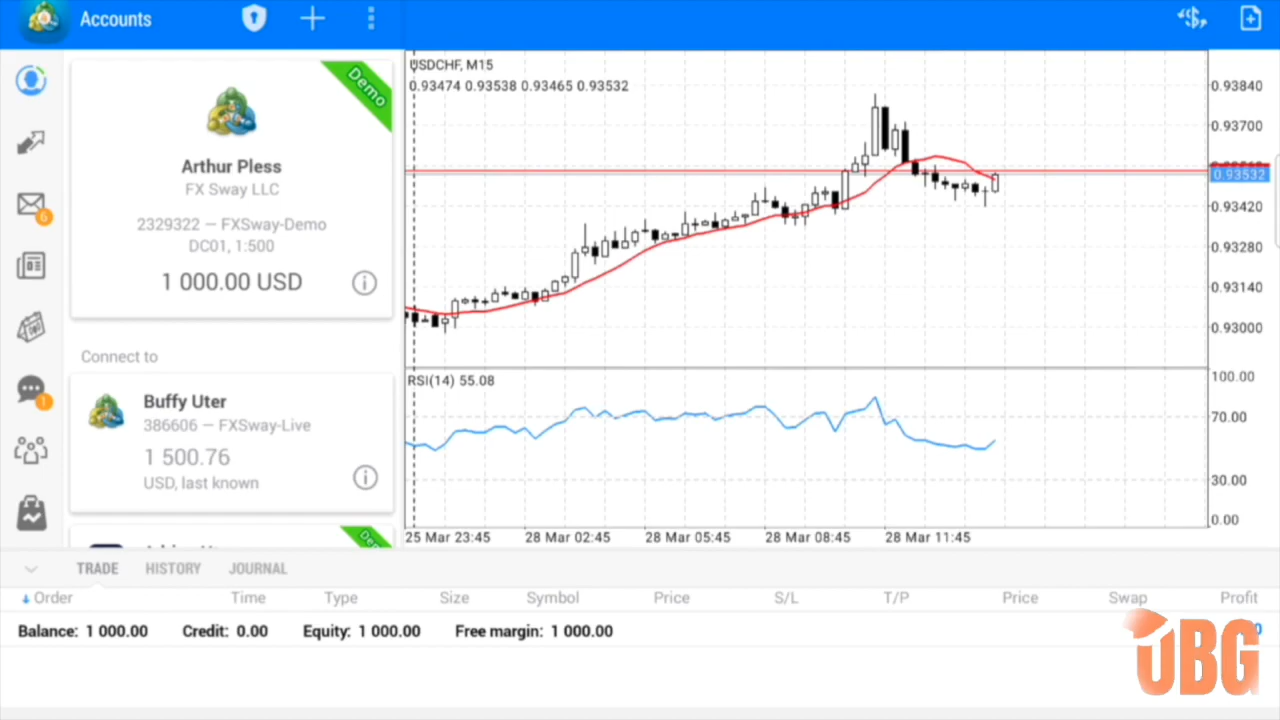 Accounts
Demo
Arthur Pless
FX Sway LLC
2329322 — FXSway-Demo
DC01, 1:500
1 000.00 USD
Connect to
Buffy Uter
386606 — FXSway-Live
1 500.76
USD, last known
6
1
USDCHF, M15
0.93474 0.93538 0.93465 0.93532
0.93840
0.93700
0.93532
0.93420
0.93280
0.93140
0.93000
RSI(14) 55.08
100.00
70.00
30.00
0.00
25 Mar 23:45 28 Mar 02:45 28 Mar 05:45 28 Mar 08:45 28 Mar 11:45
TRADE HISTORY JOURNAL
Order Time Type Size Symbol Price S/L T/P Price Swap Profit
Balance: 1 000.00 Credit: 0.00 Equity: 1 000.00 Free margin: 1 000.00
UBG